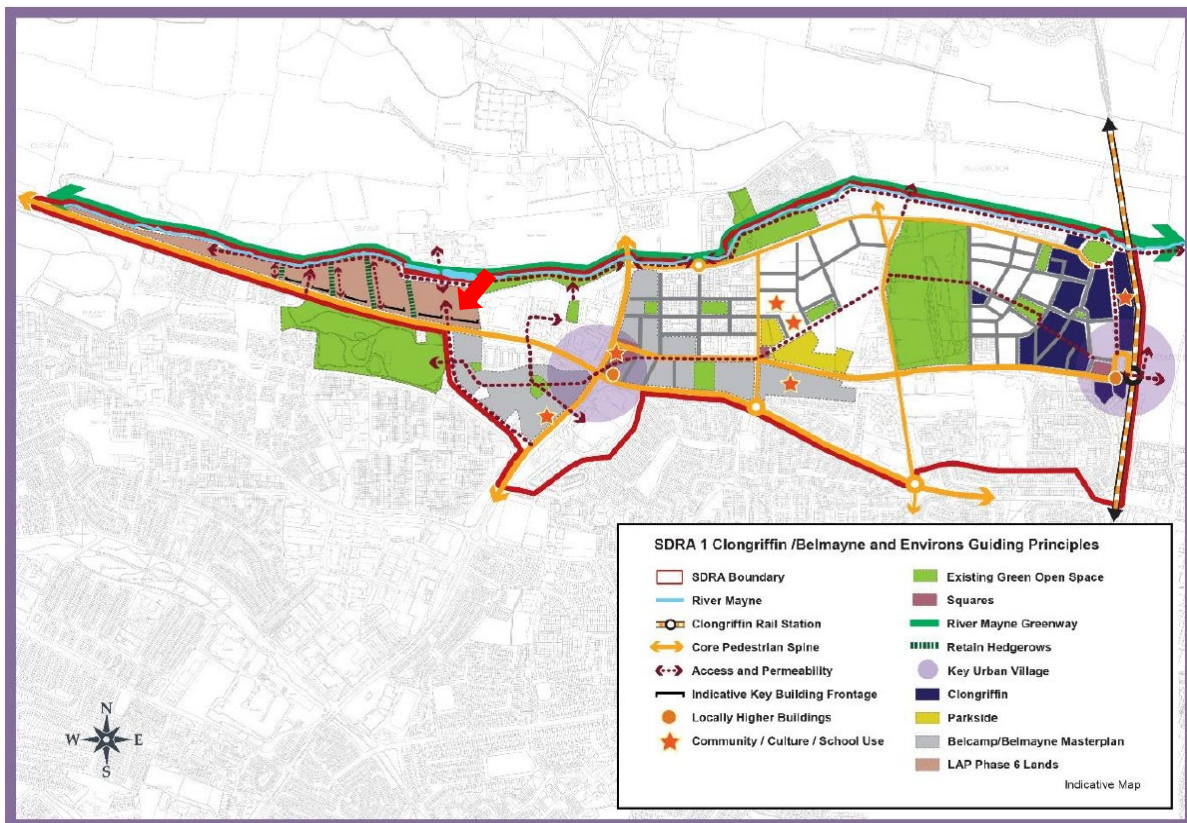 N
W E
S
SDRA 1 Clongriffin /Belmayne and Environs Guiding Principles
SDRA Boundary
River Mayne
Clongriffin Rail Station
Core Pedestrian Spine
Access and Permeability
Indicative Key Building Frontage
Locally Higher Buildings
Community / Culture / School Use
Existing Green Open Space
Squares
River Mayne Greenway
Retain Hedgerows
Key Urban Village
Clongriffin
Parkside
Belcamp/Belmayne Masterplan
LAP Phase 6 Lands
Indicative Map